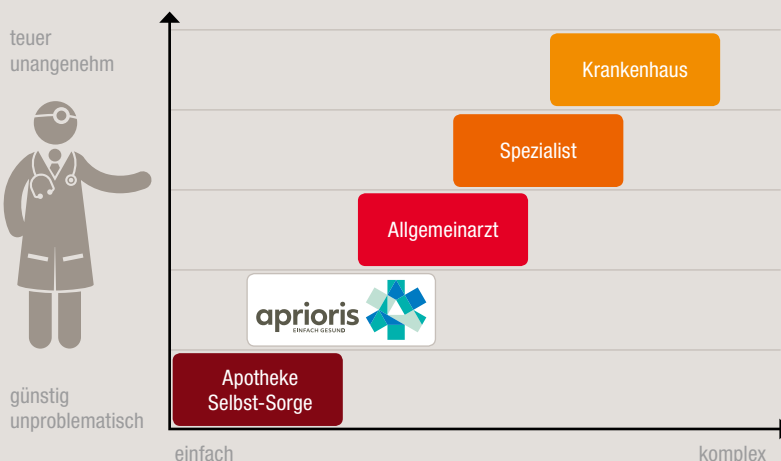 teuer
unangenehm
Krankenhaus
Spezialist
Allgemeinarzt
aprioris
EINFACH GESUND
Apotheke
Selbst-Sorge
günstig
unproblematisch
einfach
komplex